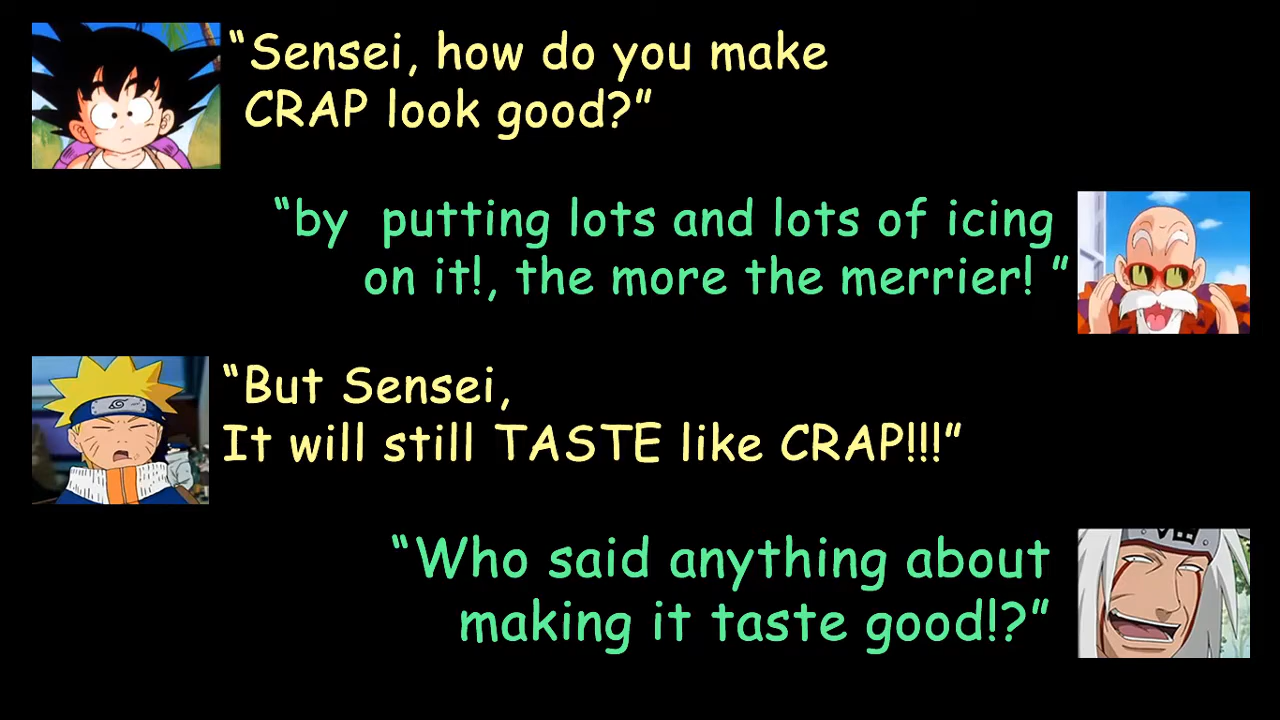 “Sensei, how do you make
CRAP look good?”
“by putting lots and lots of icing
on it!, the more the merrier! ”
“But Sensei,
It will still TASTE like CRAP!!!”
“Who said anything about
making it taste good!?”